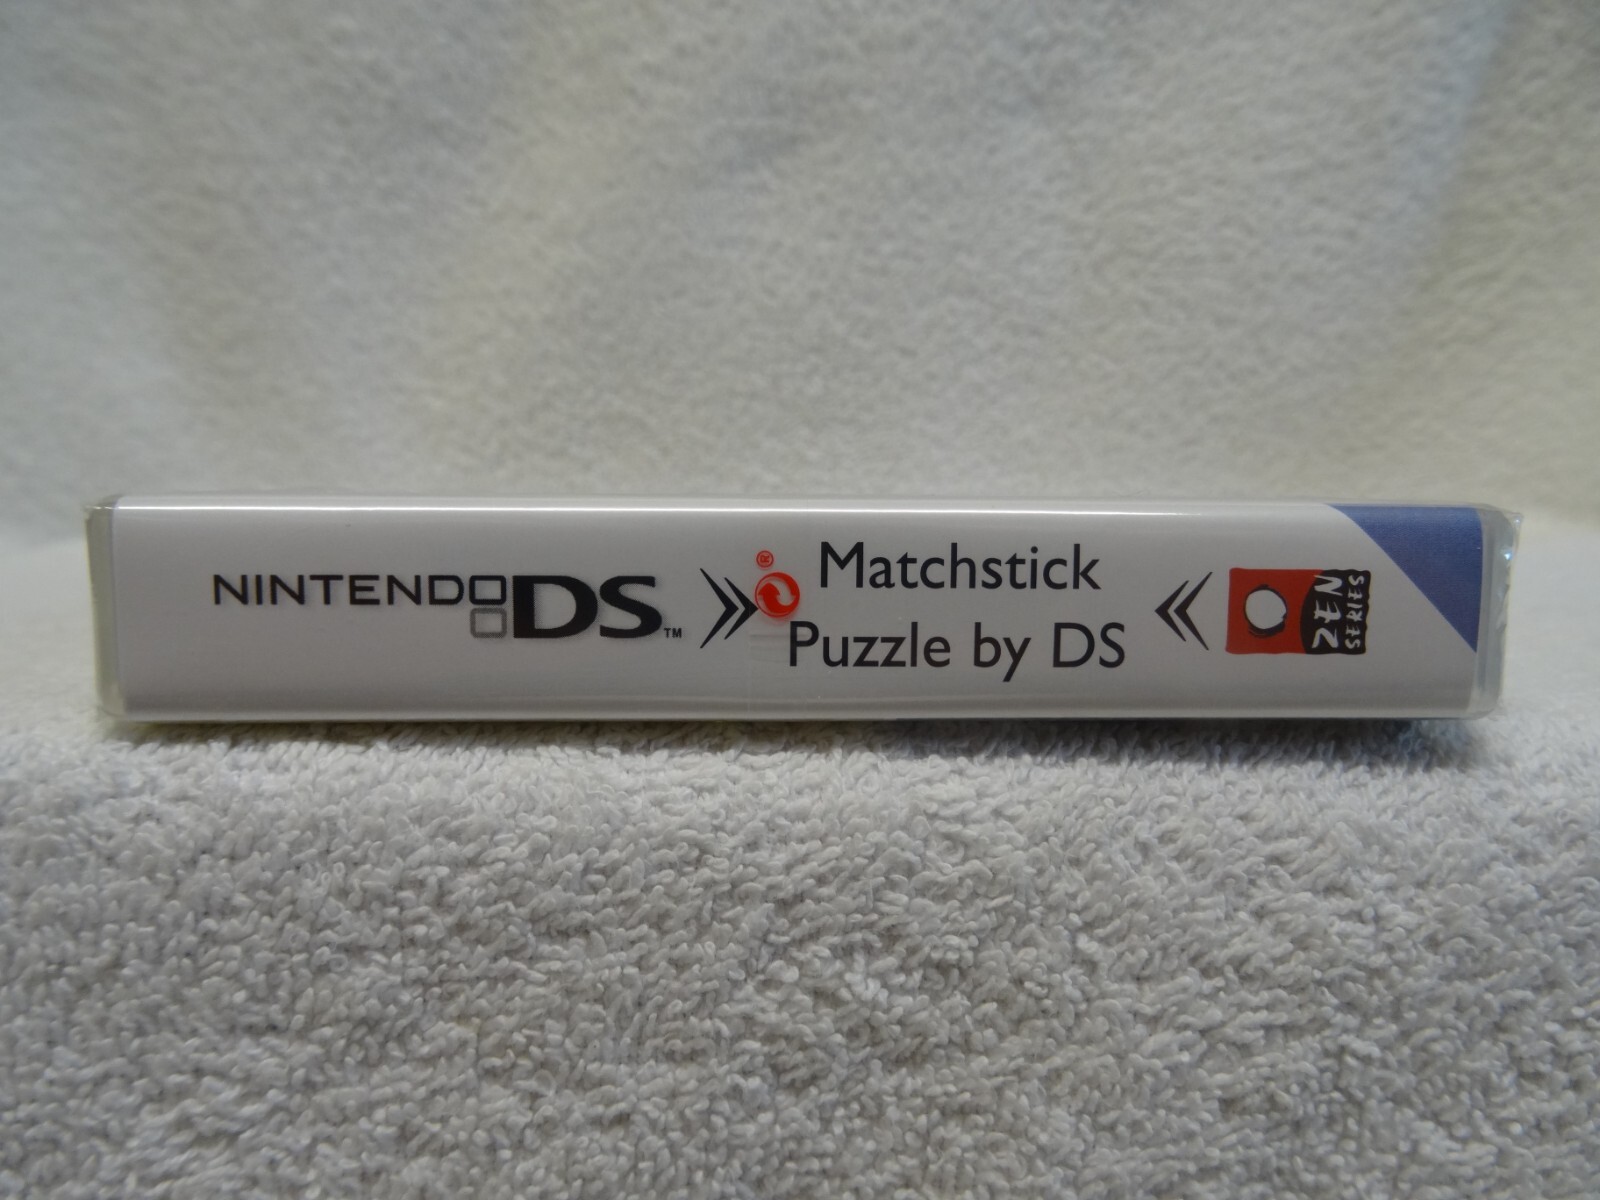 NINTENDO DS™
®
Matchstick
Puzzle by DS
ZEN
SERIES